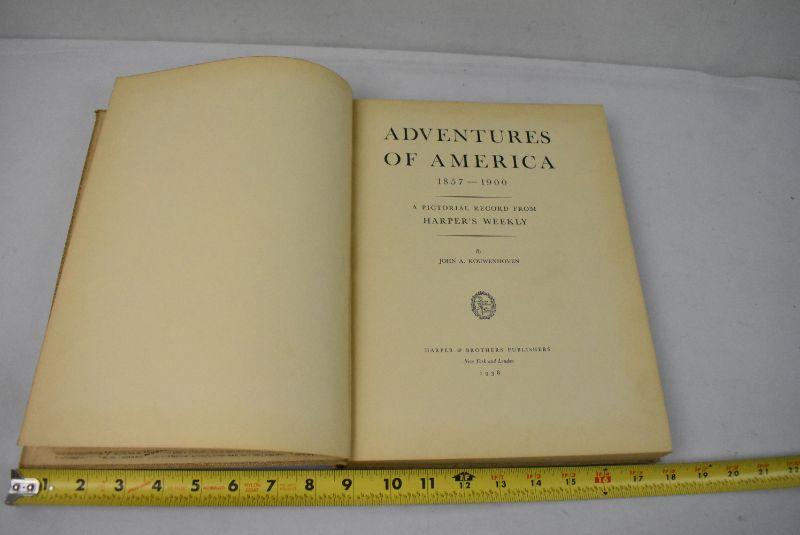 ADVENTURES
OF AMERICA
1857—1900
A PICTORIAL RECORD FROM
HARPER'S WEEKLY
By
JOHN A. KOUWENHOVEN
HARPER & BROTHERS PUBLISHERS
New York and London
1938
1 2 3 4 5 6 7 8 9 10 11 12 13 14 15 16 17 18 19 20 21 22